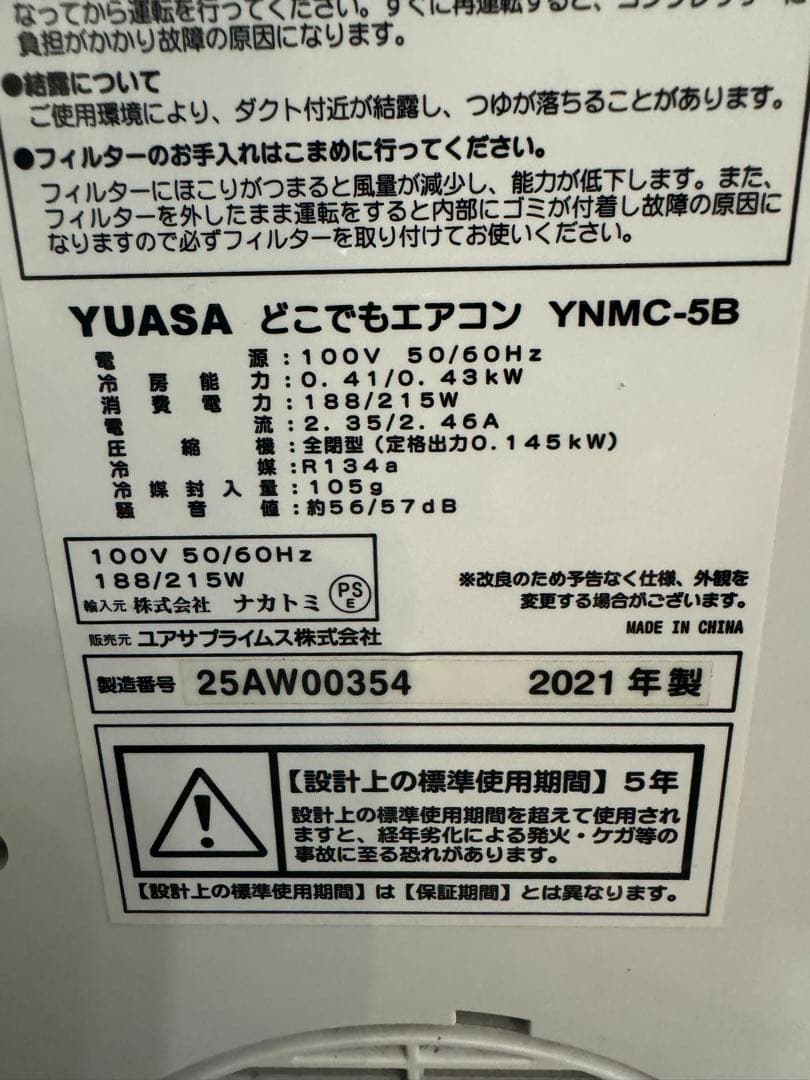 なってから運転を行ってください。すぐに再運転すると、コンプレッサーに
負担がかかり故障の原因になります。
●結露について
ご使用環境により、ダクト付近が結露し、つゆが落ちることがあります。
●フィルターのお手入れはこまめに行ってください。
フィルターにほこりがつまると風量が減少し、能力が低下します。また、
フィルターを外したまま運転をすると内部にゴミが付着し故障の原因に
なりますので必ずフィルターを取り付けてお使いください。
YUASA どこでもエアコン YNMC-5B
電源:100V 50/60Hz
冷房能力:0.41/0.43kW
消費電力:188/215W
電流:2.35/2.46A
圧縮機:全閉型(定格出力0.145kW)
冷媒:R134a
冷媒封入量:105g
騒音値:約56/57dB
100V 50/60Hz
188/215W
輸入元 株式会社 ナカトミ PSE
販売元 ユアサプライムス株式会社
※改良のため予告なく仕様、外観を
変更する場合がございます。
MADE IN CHINA
製造番号 25AW00354 2021年製
【設計上の標準使用期間】5年
設計上の標準使用期間を超えて使用され
ますと、経年劣化による発火・ケガ等の
事故に至る恐れがあります。
【設計上の標準使用期間】は【保証期間】とは異なります。